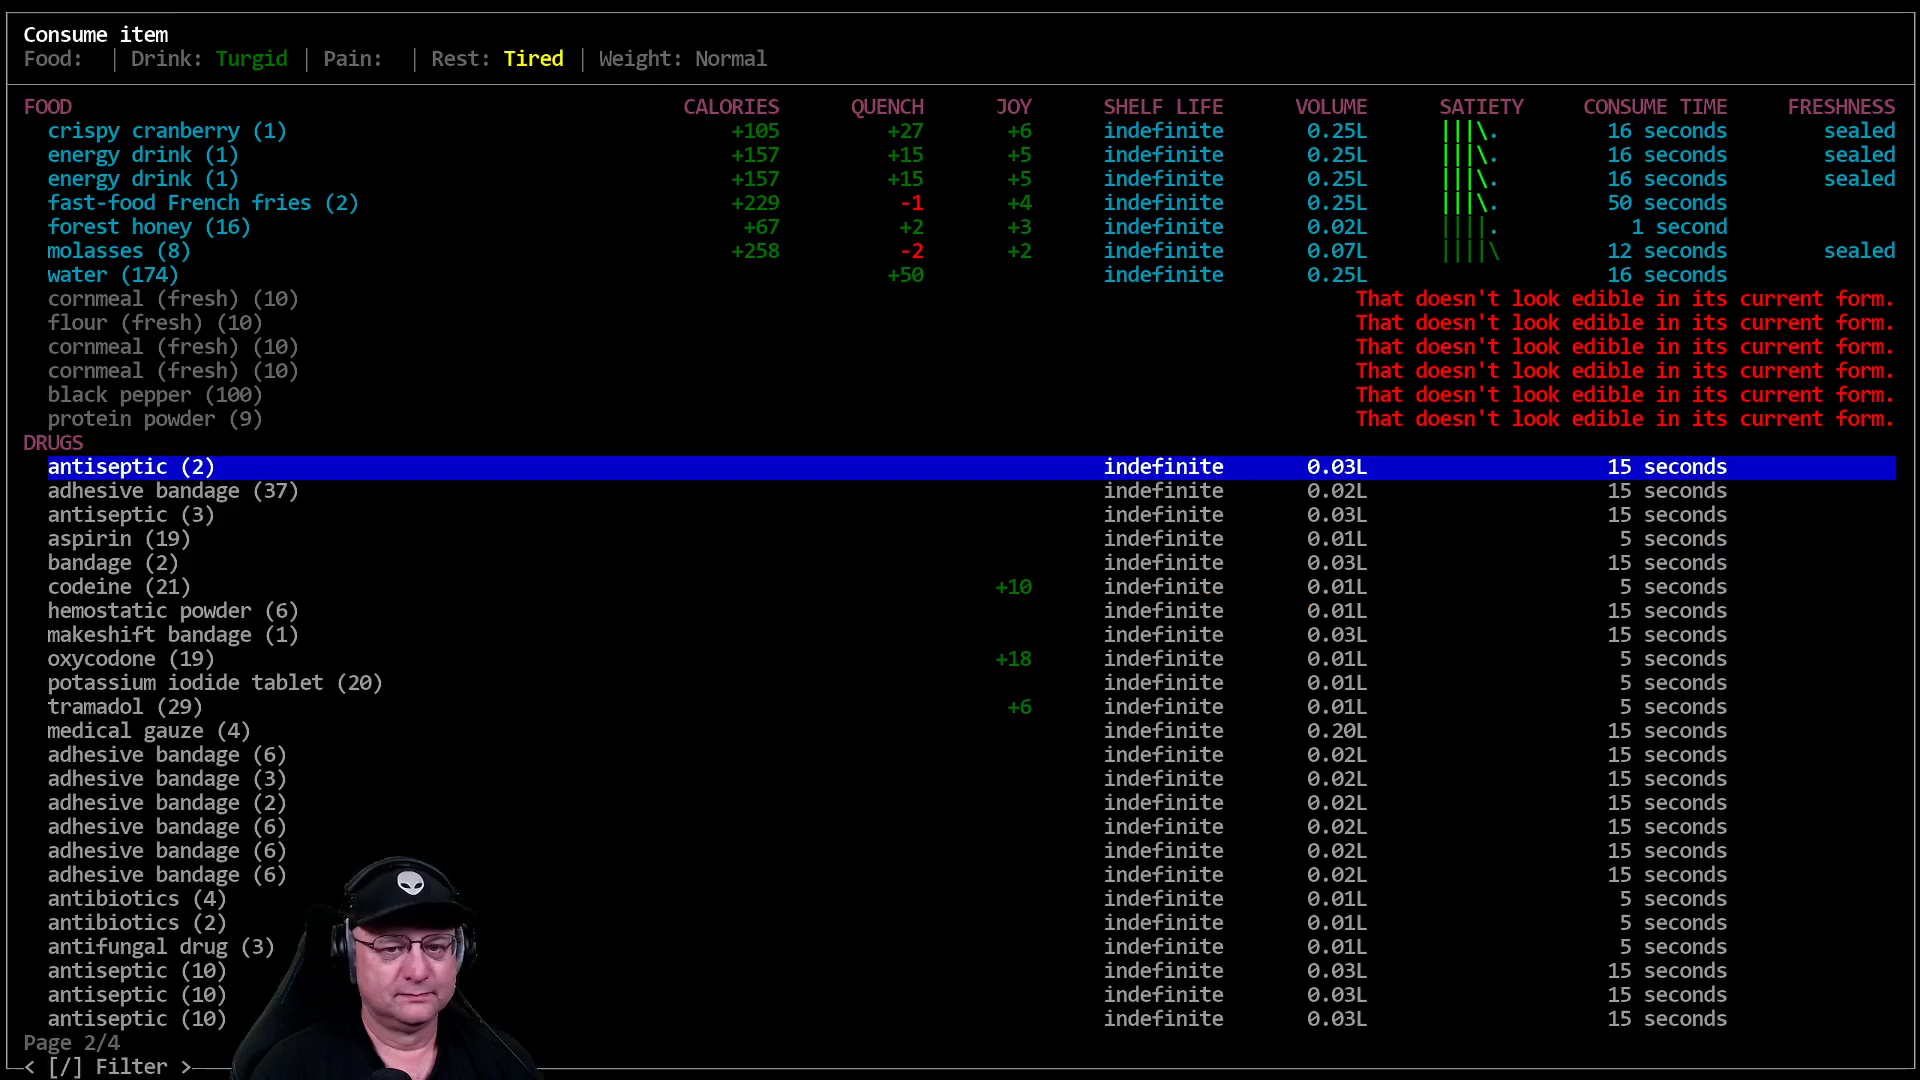 Consume item
Food: | Drink: Turgid | Pain: | Rest: Tired | Weight: Normal
FOOD CALORIES QUENCH JOY SHELF LIFE VOLUME SATIETY CONSUME TIME FRESHNESS
crispy cranberry (1) +105 +27 +6 indefinite 0.25L |||\. 16 seconds sealed
energy drink (1) +157 +15 +5 indefinite 0.25L |||\. 16 seconds sealed
energy drink (1) +157 +15 +5 indefinite 0.25L |||\. 16 seconds sealed
fast-food French fries (2) +229 -1 +4 indefinite 0.25L |||\. 50 seconds
forest honey (16) +67 +2 +3 indefinite 0.02L ||||. 1 second
molasses (8) +258 -2 +2 indefinite 0.07L ||||\ 12 seconds sealed
water (174) +50 indefinite 0.25L 16 seconds
cornmeal (fresh) (10) That doesn't look edible in its current form.
flour (fresh) (10) That doesn't look edible in its current form.
cornmeal (fresh) (10) That doesn't look edible in its current form.
cornmeal (fresh) (10) That doesn't look edible in its current form.
black pepper (100) That doesn't look edible in its current form.
protein powder (9) That doesn't look edible in its current form.
DRUGS
antiseptic (2) indefinite 0.03L 15 seconds
adhesive bandage (37) indefinite 0.02L 15 seconds
antiseptic (3) indefinite 0.03L 15 seconds
aspirin (19) indefinite 0.01L 5 seconds
bandage (2) indefinite 0.03L 15 seconds
codeine (21) +10 indefinite 0.01L 5 seconds
hemostatic powder (6) indefinite 0.01L 15 seconds
makeshift bandage (1) indefinite 0.03L 15 seconds
oxycodone (19) +18 indefinite 0.01L 5 seconds
potassium iodide tablet (20) indefinite 0.01L 5 seconds
tramadol (29) +6 indefinite 0.01L 5 seconds
medical gauze (4) indefinite 0.20L 15 seconds
adhesive bandage (6) indefinite 0.02L 15 seconds
adhesive bandage (3) indefinite 0.02L 15 seconds
adhesive bandage (2) indefinite 0.02L 15 seconds
adhesive bandage (6) indefinite 0.02L 15 seconds
adhesive bandage (6) indefinite 0.02L 15 seconds
adhesive bandage (6) indefinite 0.02L 15 seconds
antibiotics (4) indefinite 0.01L 5 seconds
antibiotics (2) indefinite 0.01L 5 seconds
antifungal drug (3) indefinite 0.01L 5 seconds
antiseptic (10) indefinite 0.03L 15 seconds
antiseptic (10) indefinite 0.03L 15 seconds
antiseptic (10) indefinite 0.03L 15 seconds
Page 2/4
< [/] Filter >